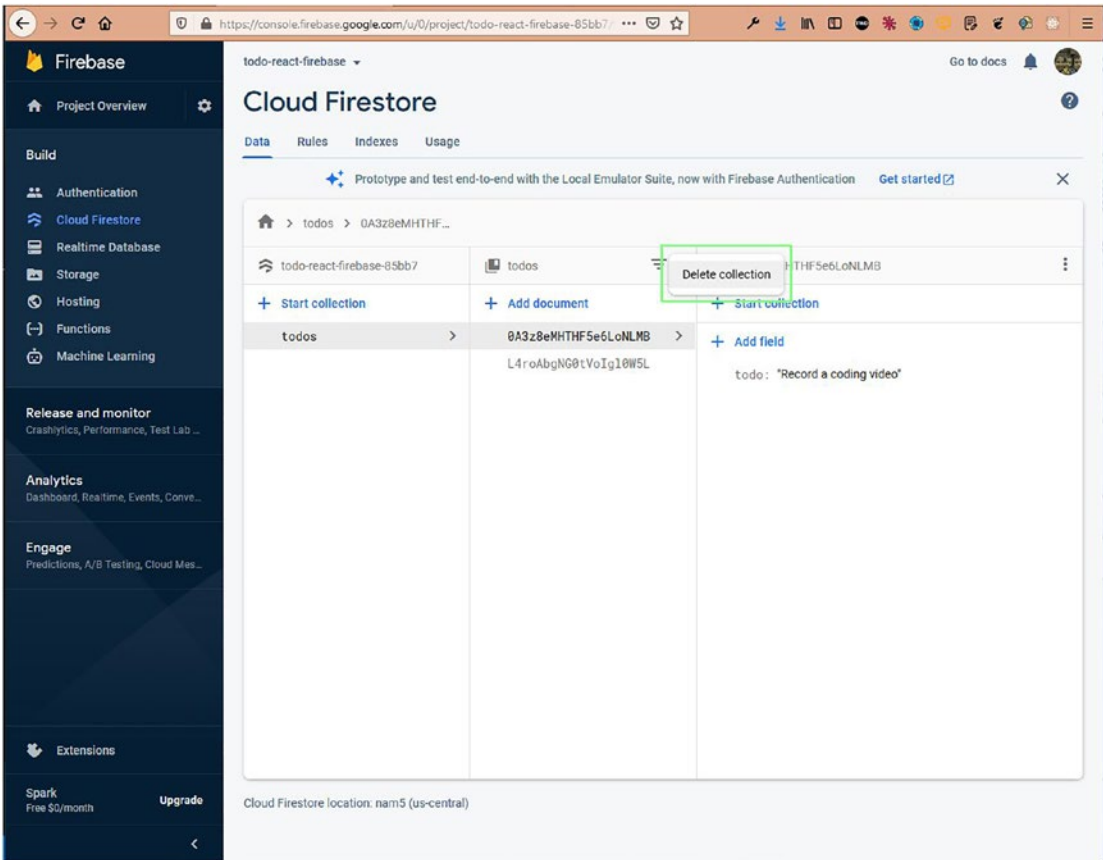 https://console.firebase.google.com/u/0/project/todo-react-firebase-85bb7/
Firebase
Project Overview
Build
Authentication
Cloud Firestore
Realtime Database
Storage
Hosting
Functions
Machine Learning
Release and monitor
Crashlytics, Performance, Test Lab ...
Analytics
Dashboard, Realtime, Events, Conve...
Engage
Predictions, A/B Testing, Cloud Mes...
Extensions
Spark
Free $0/month
Upgrade
todo-react-firebase
Go to docs
Cloud Firestore
Data Rules Indexes Usage
Prototype and test end-to-end with the Local Emulator Suite, now with Firebase Authentication Get started
todos > 0A3z8eMHTHF...
todo-react-firebase-85bb7
Start collection
todos
todos
Add document
0A3z8eMHTHF5e6LoNLMB
L4roAbgNG0tVoIgl0W5L
Delete collection
HTHF5e6LoNLMB
Start collection
Add field
todo: "Record a coding video"
Cloud Firestore location: nam5 (us-central)